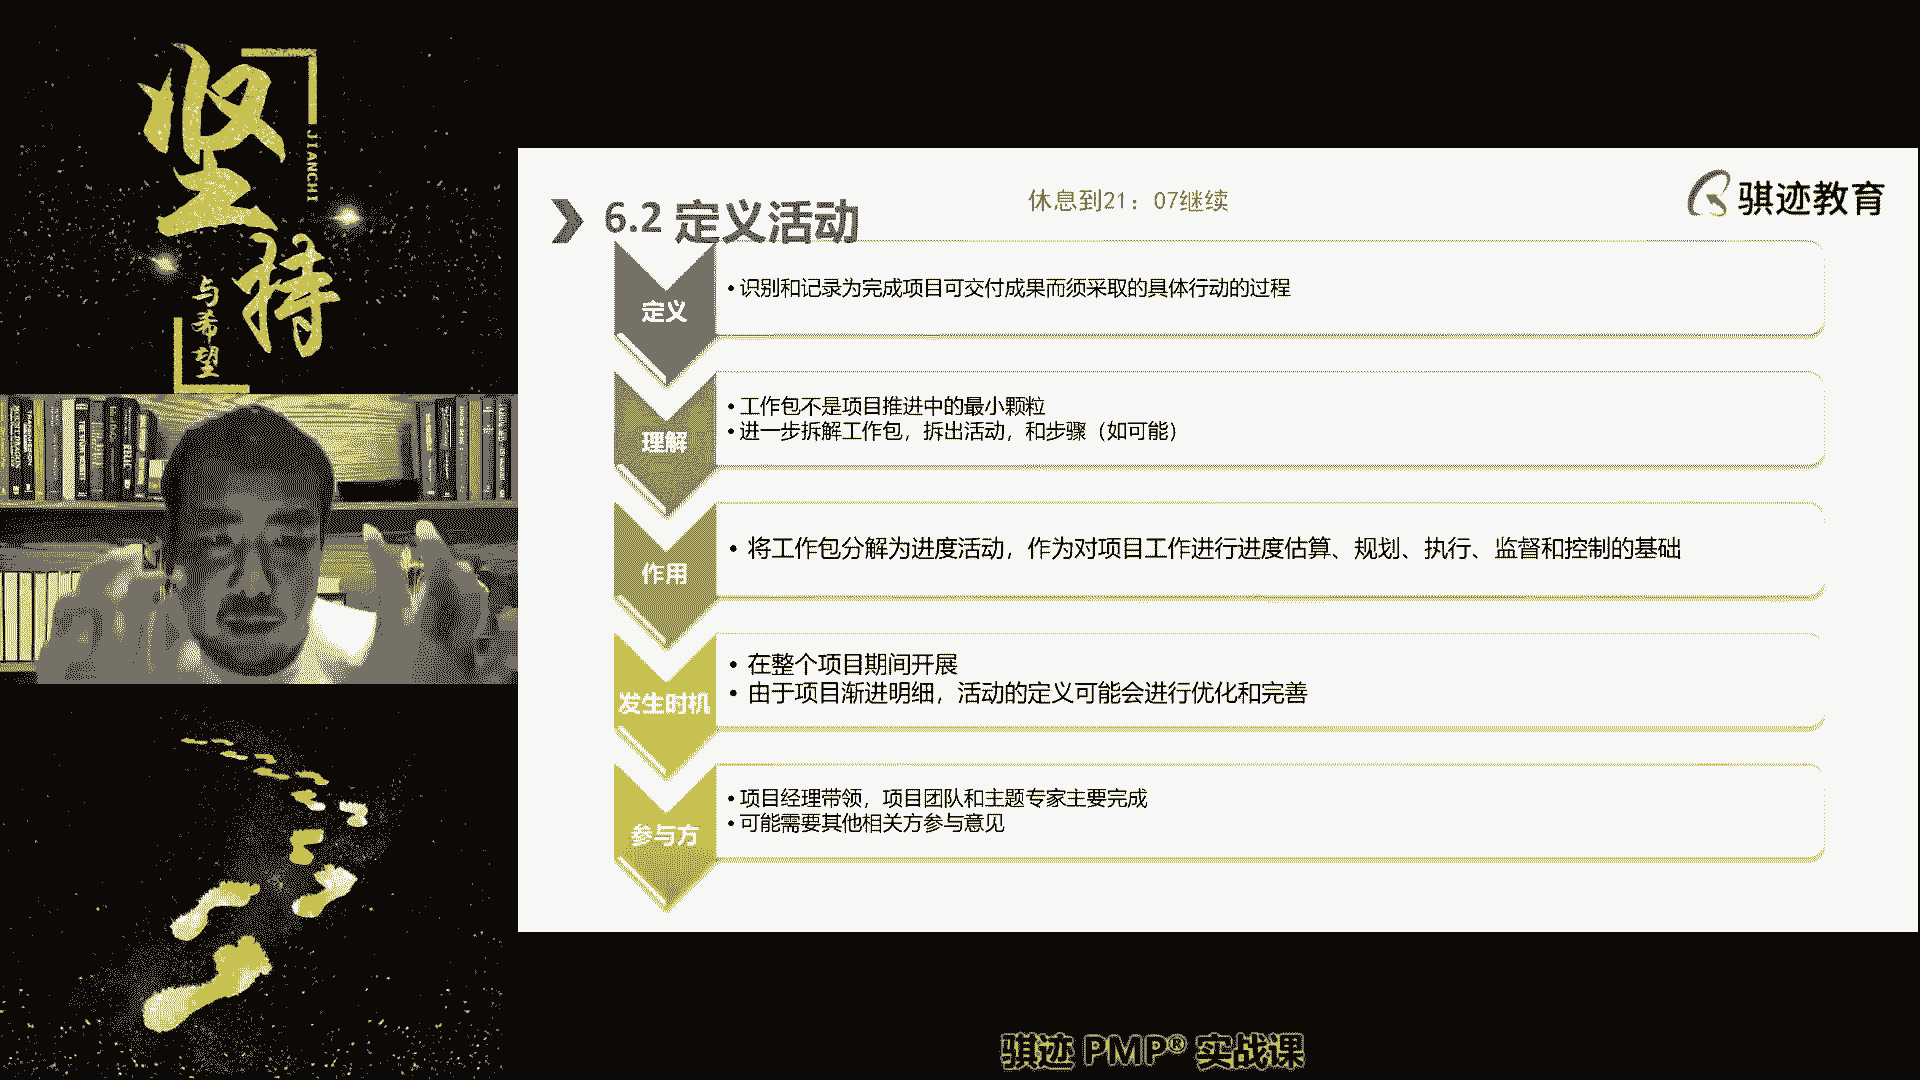 坚持
JIANCHI
与希望
6.2 定义活动
休息到21：07继续
骐迹教育
定义
• 识别和记录为完成项目可交付成果而须采取的具体行动的过程
理解
• 工作包不是项目推进中的最小颗粒
• 进一步拆解工作包，拆出活动，和步骤（如可能）
作用
• 将工作包分解为进度活动，作为对项目工作进行进度估算、规划、执行、监督和控制的基础
发生时机
• 在整个项目期间开展
• 由于项目渐进明细，活动的定义可能会进行优化和完善
参与方
• 项目经理带领，项目团队和主题专家主要完成
• 可能需要其他相关方参与意见
骐迹 PMP® 实战课